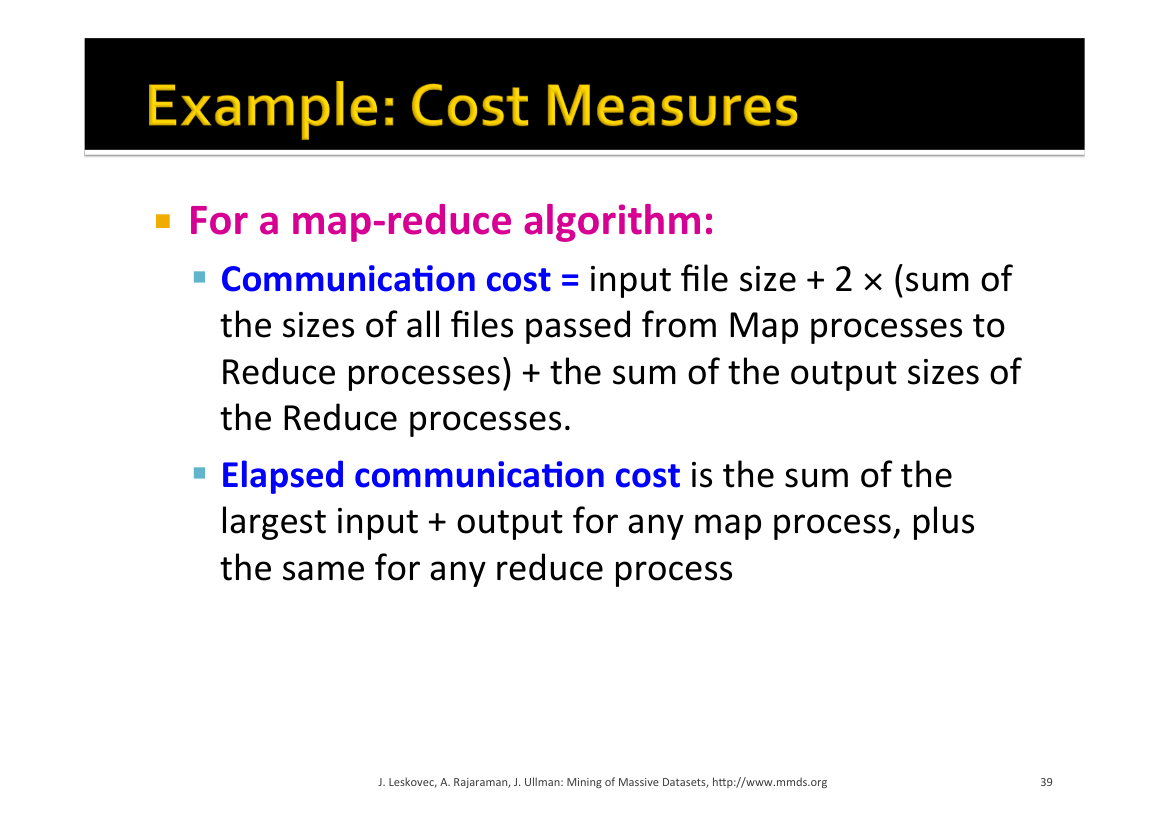 Example: Cost Measures
For a map-reduce algorithm:
Communication cost = input file size + 2 × (sum of
the sizes of all files passed from Map processes to
Reduce processes) + the sum of the output sizes of
the Reduce processes.
Elapsed communication cost is the sum of the
largest input + output for any map process, plus
the same for any reduce process
J. Leskovec, A. Rajaraman, J. Ullman: Mining of Massive Datasets, http://www.mmds.org 39